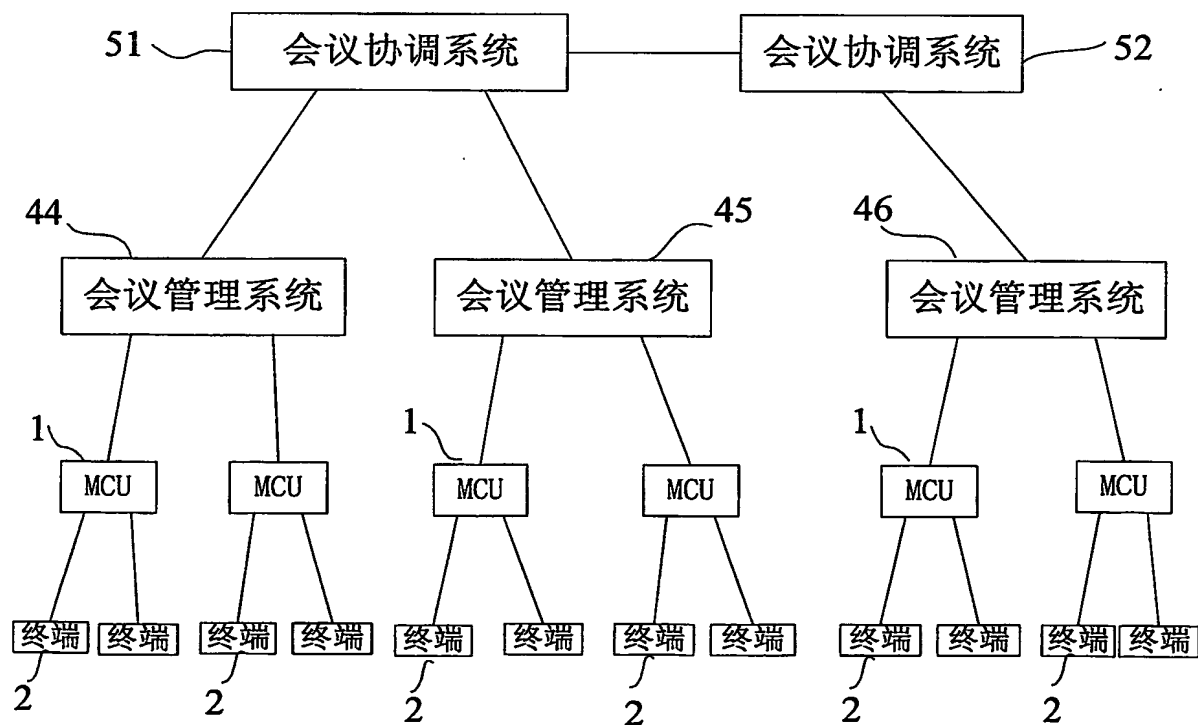 51 会议协调系统 会议协调系统 52
44 45 46
会议管理系统 会议管理系统 会议管理系统
1 1 1
MCU MCU MCU MCU MCU MCU
终端 终端 终端 终端 终端 终端 终端 终端 终端 终端 终端 终端
2 2 2 2 2 2